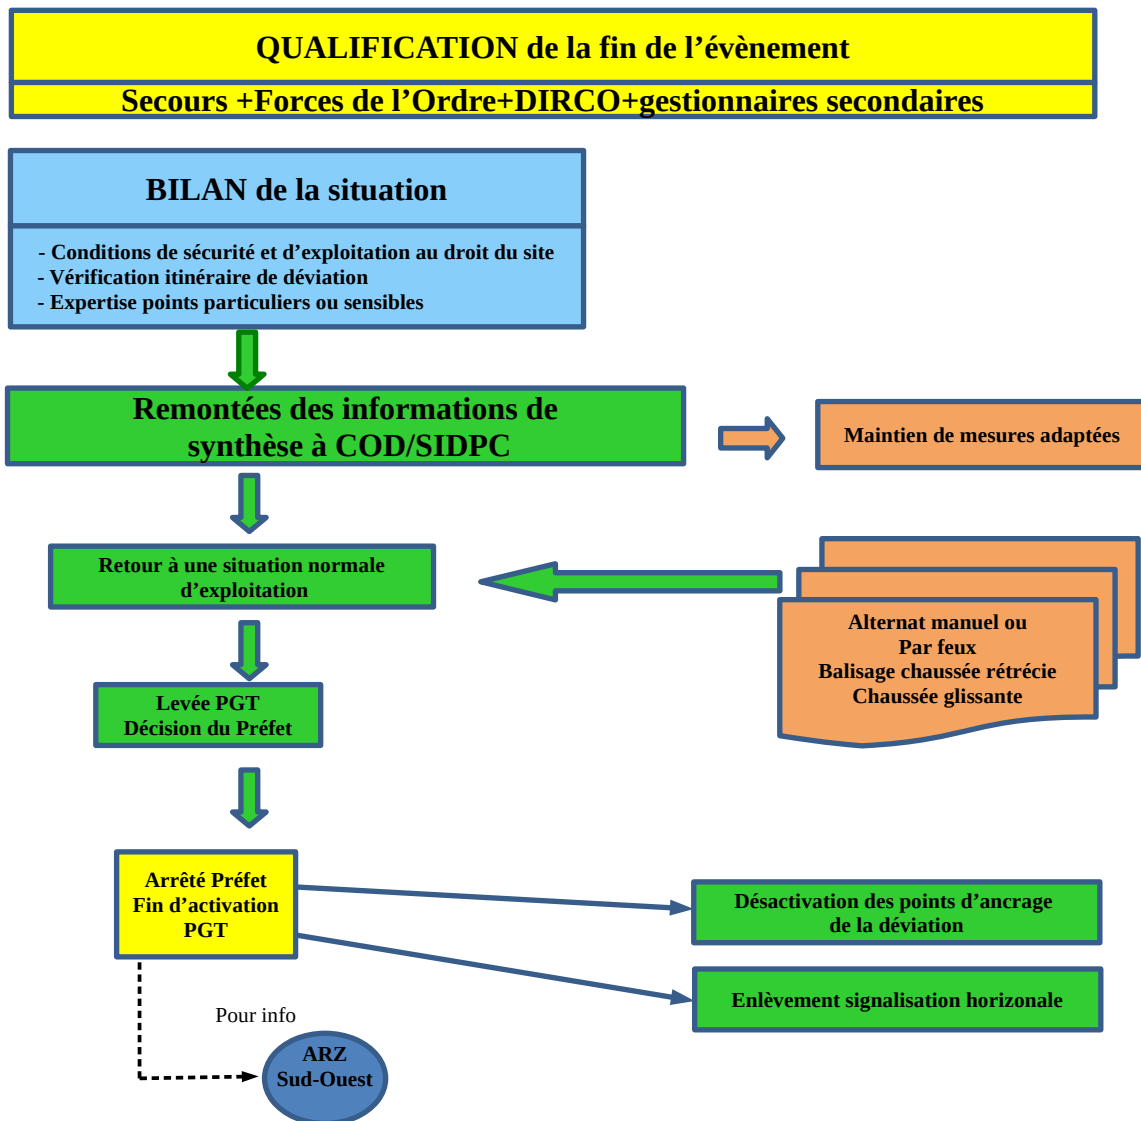 QUALIFICATION de la fin de l’évènement
Secours +Forces de l’Ordre+DIRCO+gestionnaires secondaires
BILAN de la situation
- Conditions de sécurité et d’exploitation au droit du site
- Vérification itinéraire de déviation
- Expertise points particuliers ou sensibles
Remontées des informations de
synthèse à COD/SIDPC
Maintien de mesures adaptées
Retour à une situation normale
d’exploitation
Alternat manuel ou
Par feux
Balisage chaussée rétrécie
Chaussée glissante
Levée PGT
Décision du Préfet
Arrêté Préfet
Fin d’activation
PGT
Désactivation des points d’ancrage
de la déviation
Enlèvement signalisation horizonale
Pour info
ARZ
Sud-Ouest